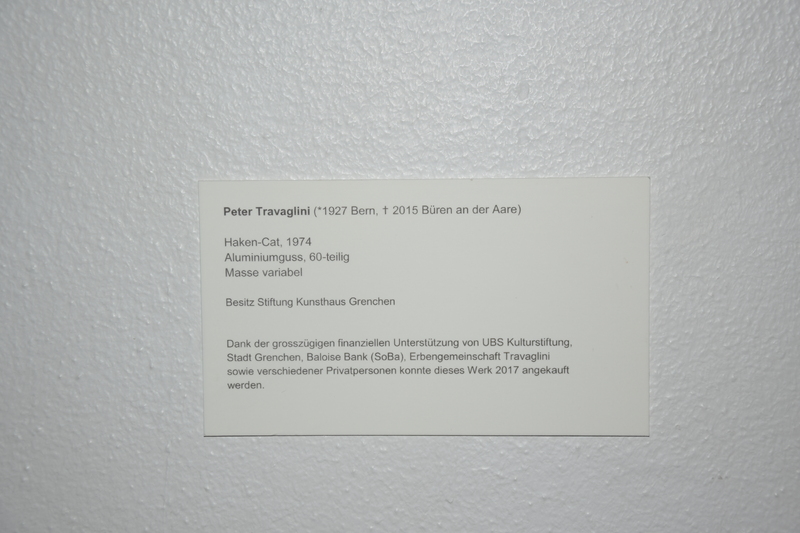 Peter Travaglini (*1927 Bern, † 2015 Büren an der Aare)
Haken-Cat, 1974
Aluminiumguss, 60-teilig
Masse variabel
Besitz Stiftung Kunsthaus Grenchen
Dank der grosszügigen finanziellen Unterstützung von UBS Kulturstiftung,
Stadt Grenchen, Baloise Bank (SoBa), Erbengemeinschaft Travaglini
sowie verschiedener Privatpersonen konnte dieses Werk 2017 angekauft
werden.